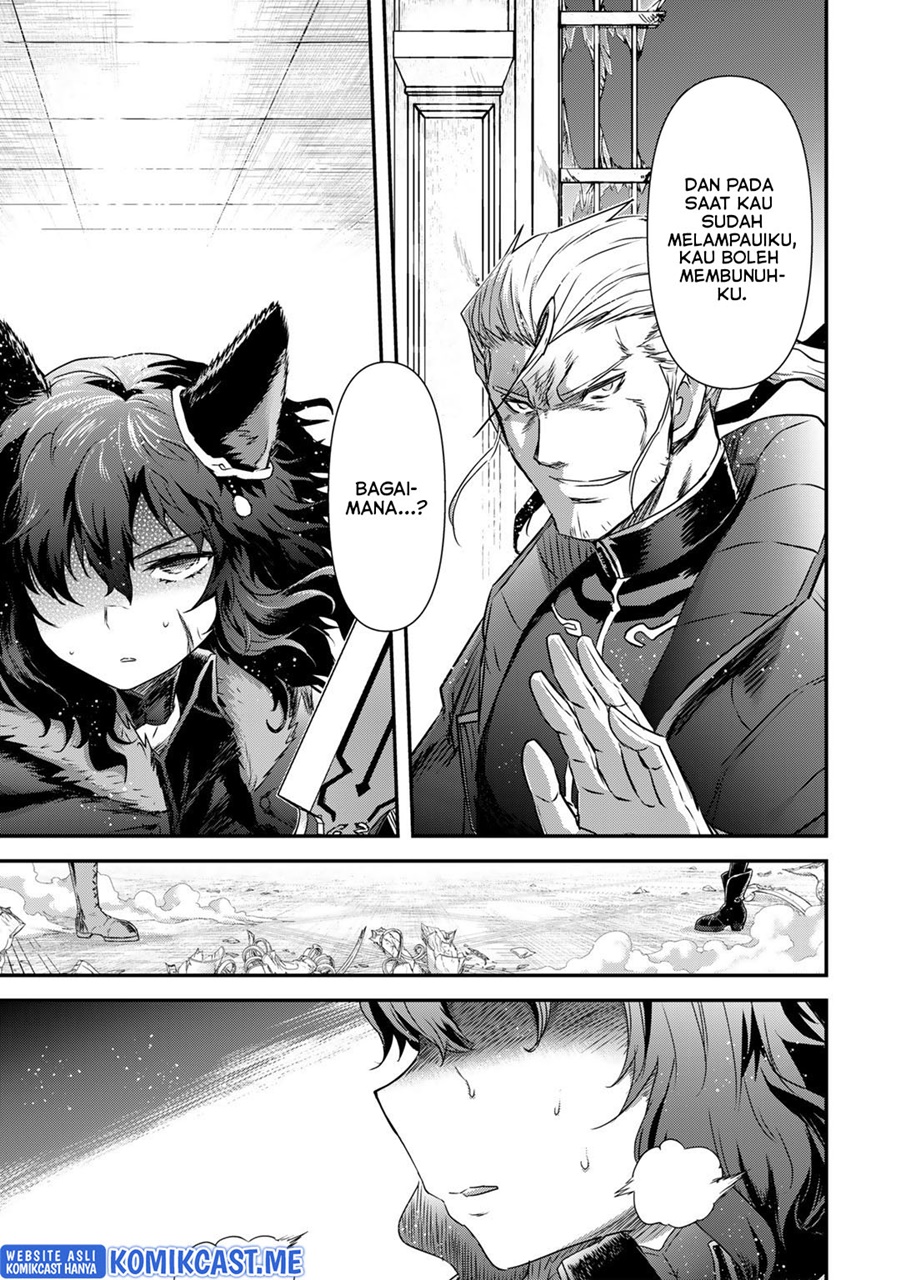 DAN PADA
SAAT KAU
SUDAH
MELAMPAUIKU,
KAU BOLEH
MEMBUNUH-
KU.
BAGAI-
MANA...?
WEBSITE ASLI
KOMIKCAST HANYA
KOMIKCAST.ME